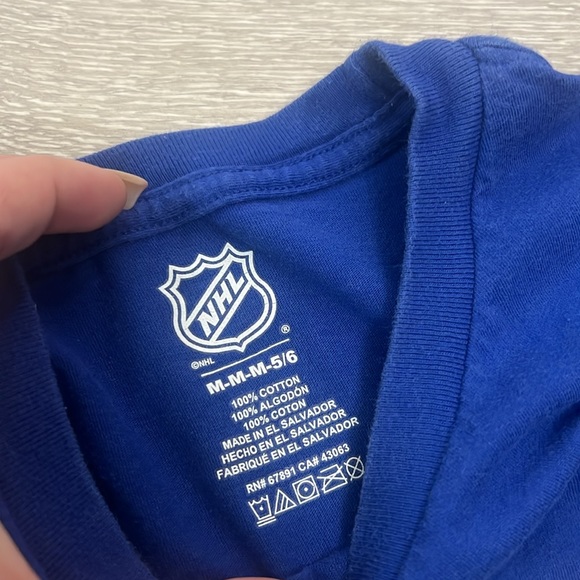 NHL
®
©NHL
M-M-M-5/6
100% COTTON
100% ALGODÓN
100% COTON
MADE IN EL SALVADOR
HECHO EN EL SALVADOR
FABRIQUÉ EN EL SALVADOR
RN# 67891 CA# 43063